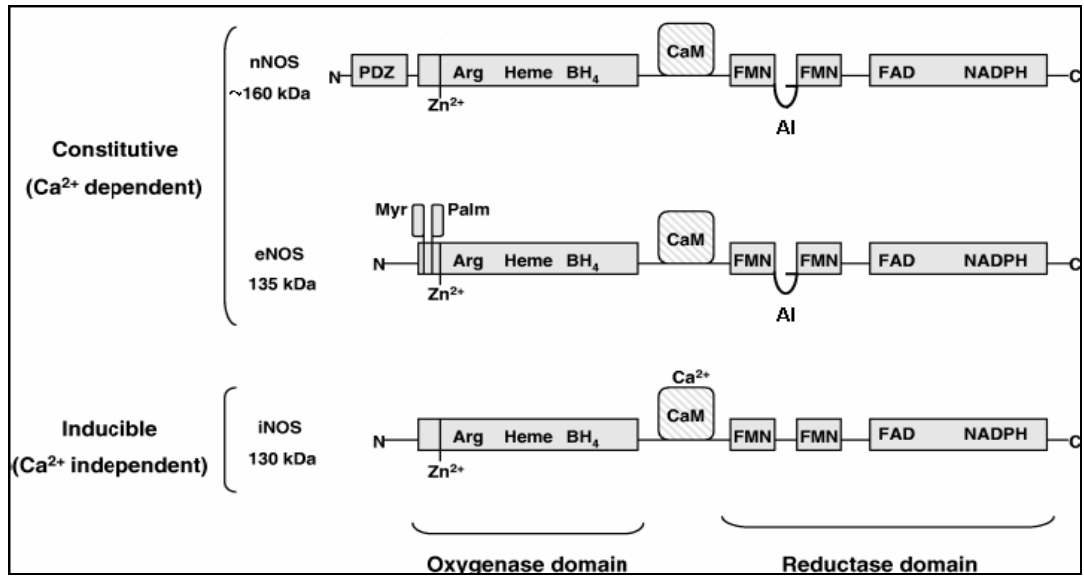 nNOS
~160 kDa
N
PDZ
Arg Heme BH4
Zn2+
CaM
FMN
FMN
AI
FAD NADPH
C
Constitutive
(Ca2+ dependent)
Myr
Palm
eNOS
135 kDa
N
Arg Heme BH4
Zn2+
CaM
FMN
FMN
AI
FAD NADPH
C
Inducible
(Ca2+ independent)
iNOS
130 kDa
N
Arg Heme BH4
Zn2+
Ca2+
CaM
FMN
FMN
FAD NADPH
C
Oxygenase domain
Reductase domain